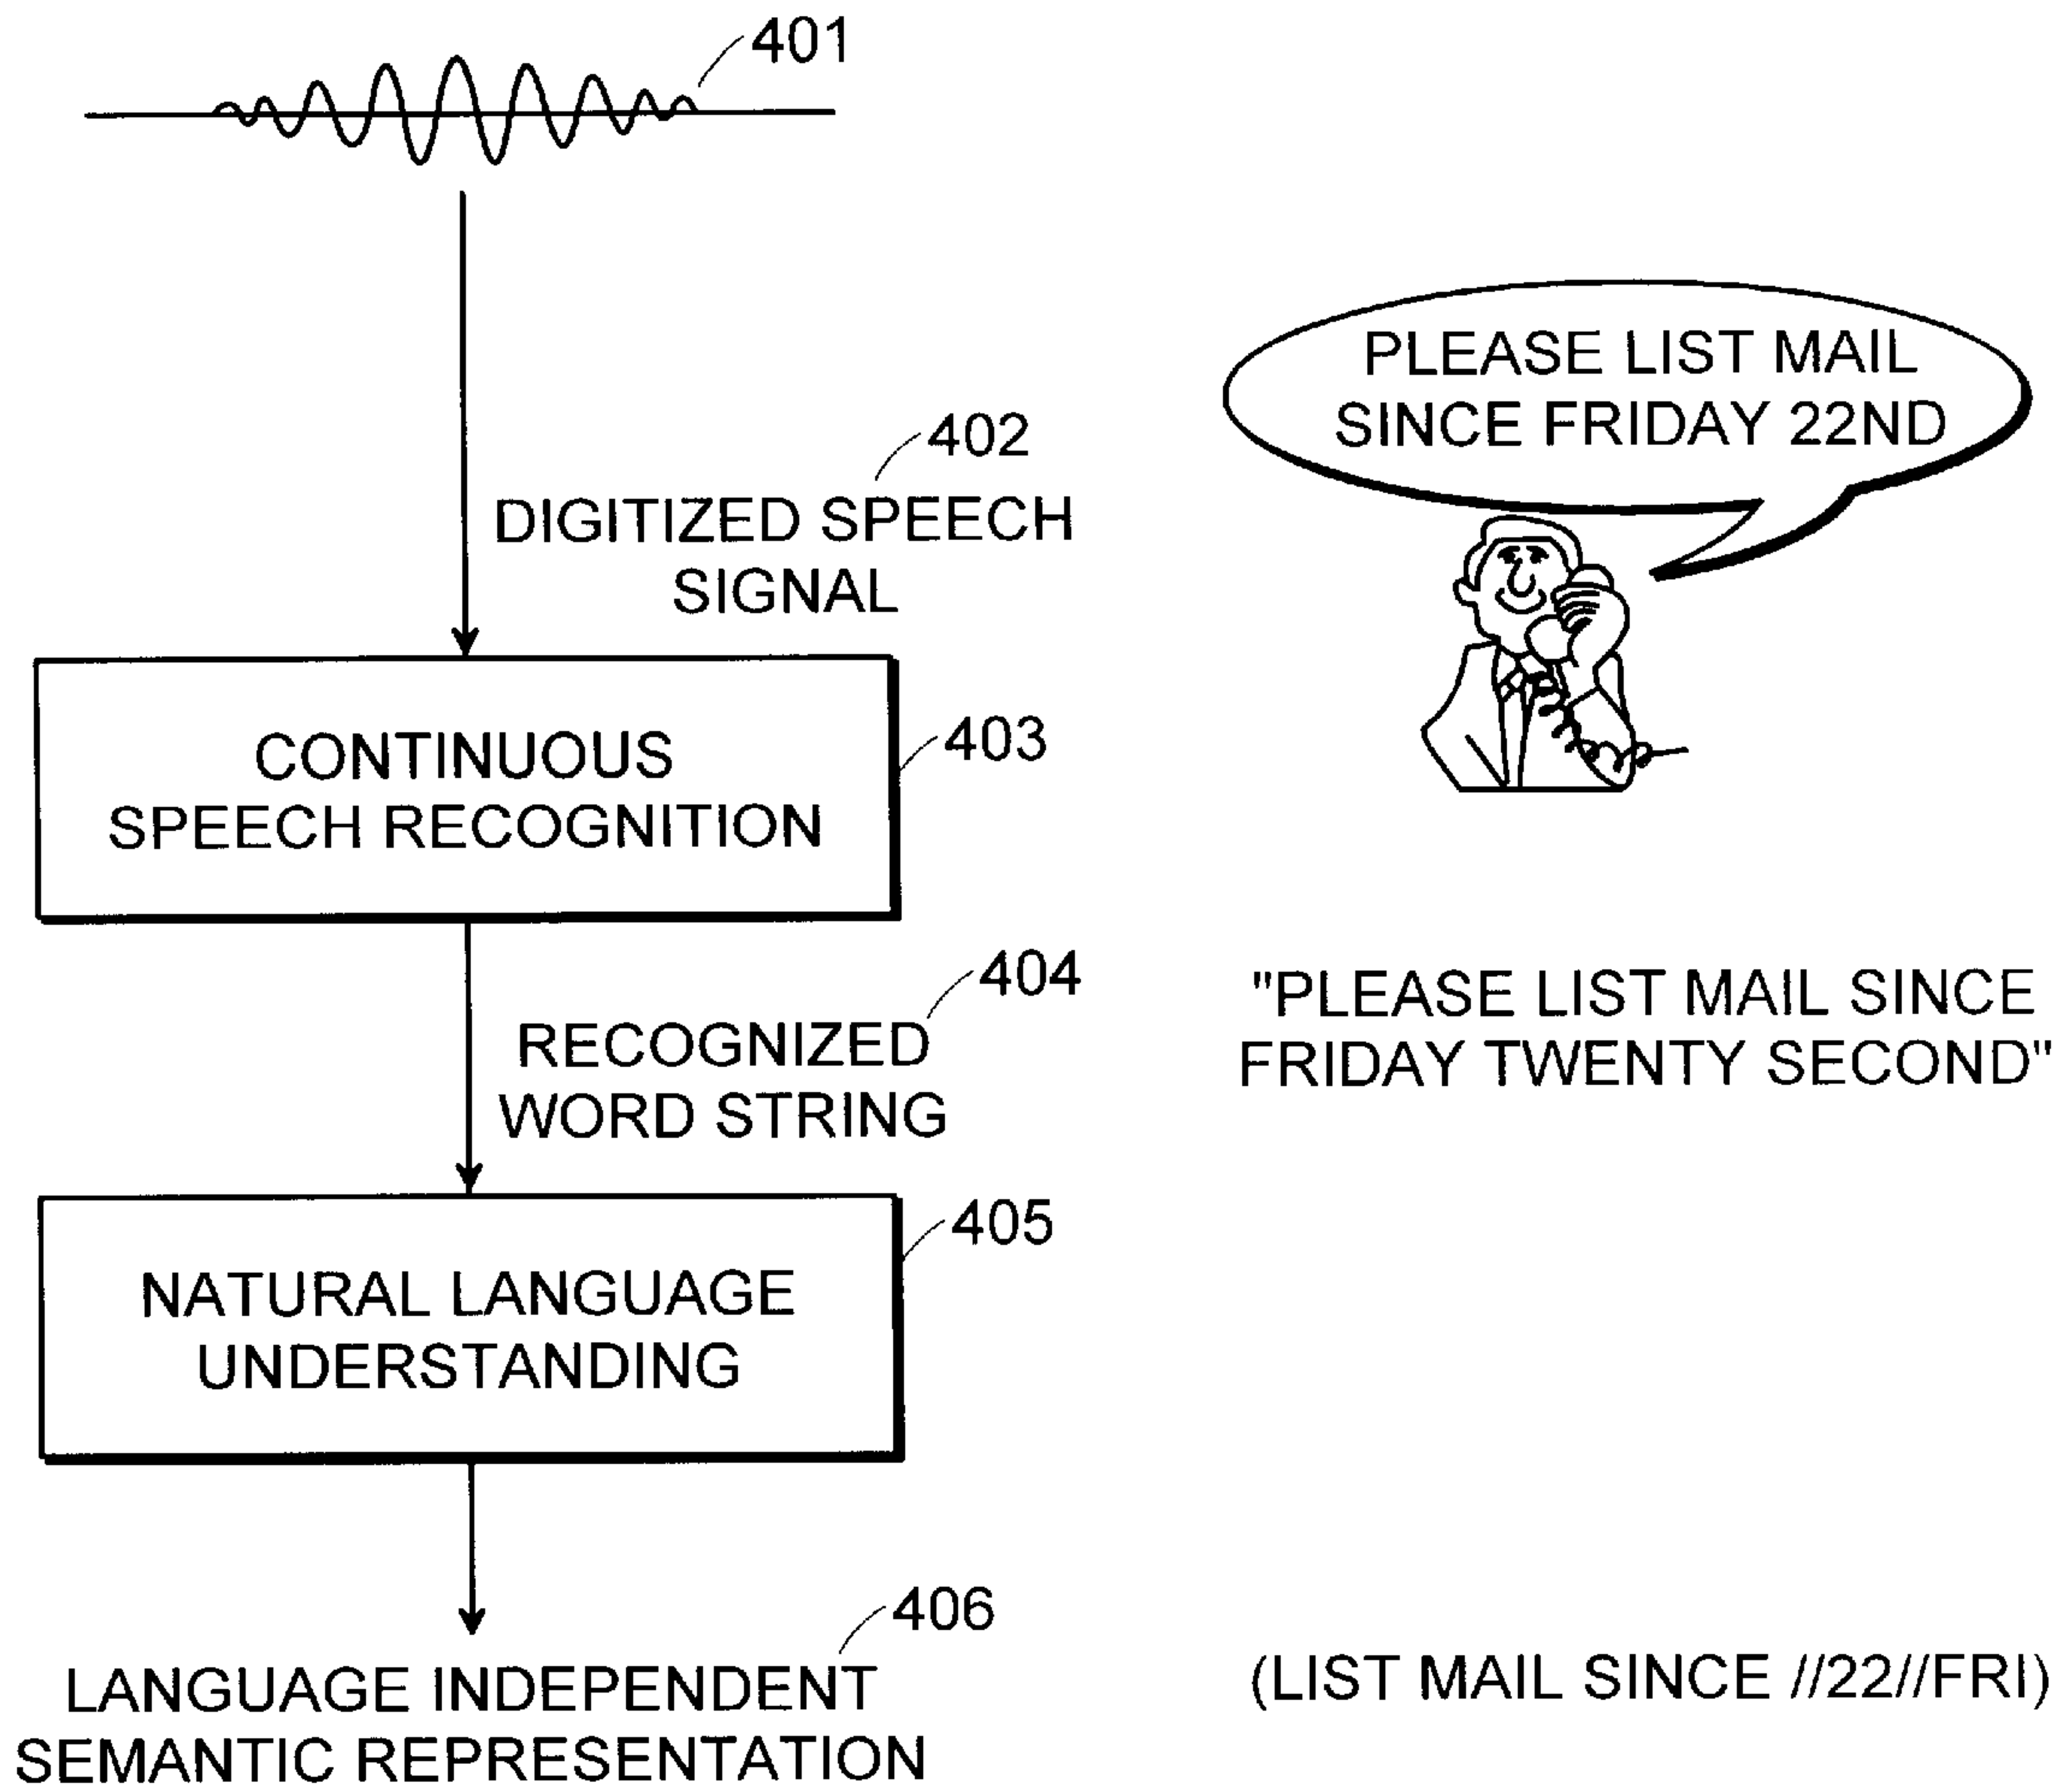 401
PLEASE LIST MAIL
SINCE FRIDAY 22ND
402
DIGITIZED SPEECH
SIGNAL
CONTINUOUS
SPEECH RECOGNITION
403
404
RECOGNIZED
WORD STRING
"PLEASE LIST MAIL SINCE
FRIDAY TWENTY SECOND"
NATURAL LANGUAGE
UNDERSTANDING
405
406
LANGUAGE INDEPENDENT
SEMANTIC REPRESENTATION
(LIST MAIL SINCE //22//FRI)